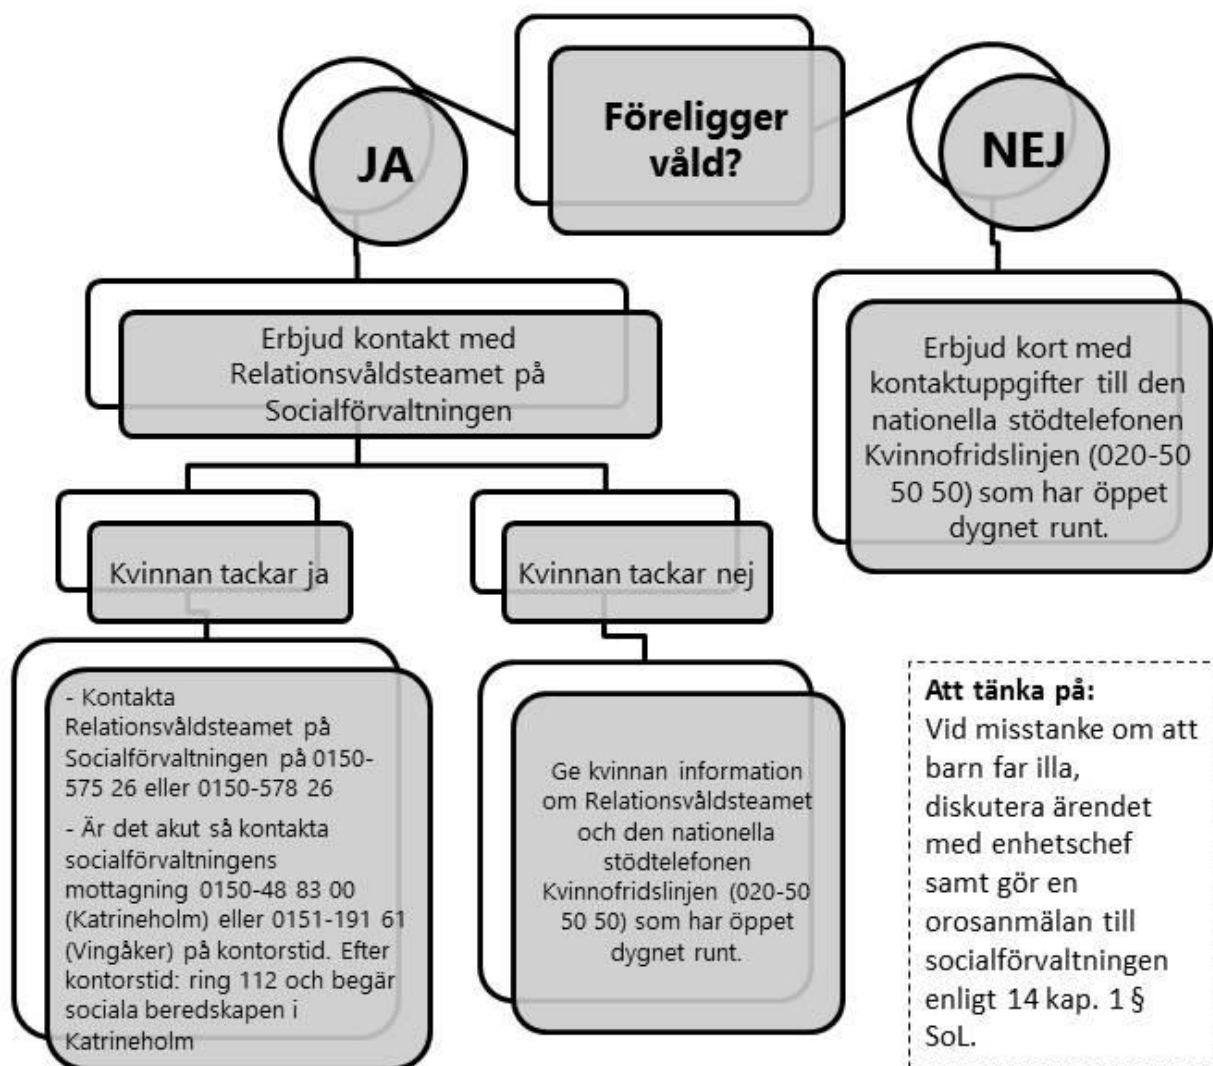 Föreligger
våld?
JA
NEJ
Erbjud kontakt med
Relationsvåldsteamet på
Socialförvaltningen
Erbjud kort med
kontaktuppgifter till den
nationella stödtelefonen
Kvinnofridslinjen (020-50
50 50) som har öppet
dygnet runt.
Kvinnan tackar ja
Kvinnan tackar nej
- Kontakta
Relationsvåldsteamet på
Socialförvaltningen på 0150-
575 26 eller 0150-578 26
- Är det akut så kontakta
socialförvaltningens
mottagning 0150-48 83 00
(Katrineholm) eller 0151-191 61
(Vingåker) på kontorstid. Efter
kontorstid: ring 112 och begär
sociala beredskapen i
Katrineholm
Ge kvinnan information
om Relationsvåldsteamet
och den nationella
stödtelefonen
Kvinnofridslinjen (020-50
50 50) som har öppet
dygnet runt.
Att tänka på:
Vid misstanke om att
barn far illa,
diskutera ärendet
med enhetschef
samt gör en
orosanmälan till
socialförvaltningen
enligt 14 kap. 1 §
SoL.